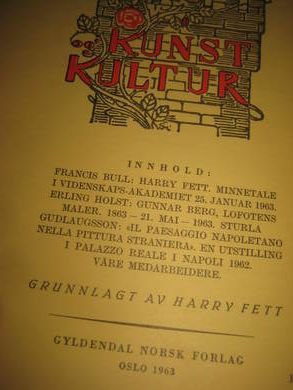 KUNST
OG
KULTUR
INNHOLD:
FRANCIS BULL: HARRY FETT. MINNETALE
I VIDENSKAPS-AKADEMIET 25. JANUAR 1963.
ERLING HOLST: GUNNAR BERG, LOFOTENS
MALER. 1863 — 21. MAI — 1963. STURLA
GUDLAUGSSON: «IL PAESAGGIO NAPOLETANO
NELLA PITTURA STRANIERA». EN UTSTILLING
I PALAZZO REALE I NAPOLI 1962.
VÅRE MEDARBEIDERE.
GRUNNLAGT AV HARRY FETT
GYLDENDAL NORSK FORLAG
OSLO 1963